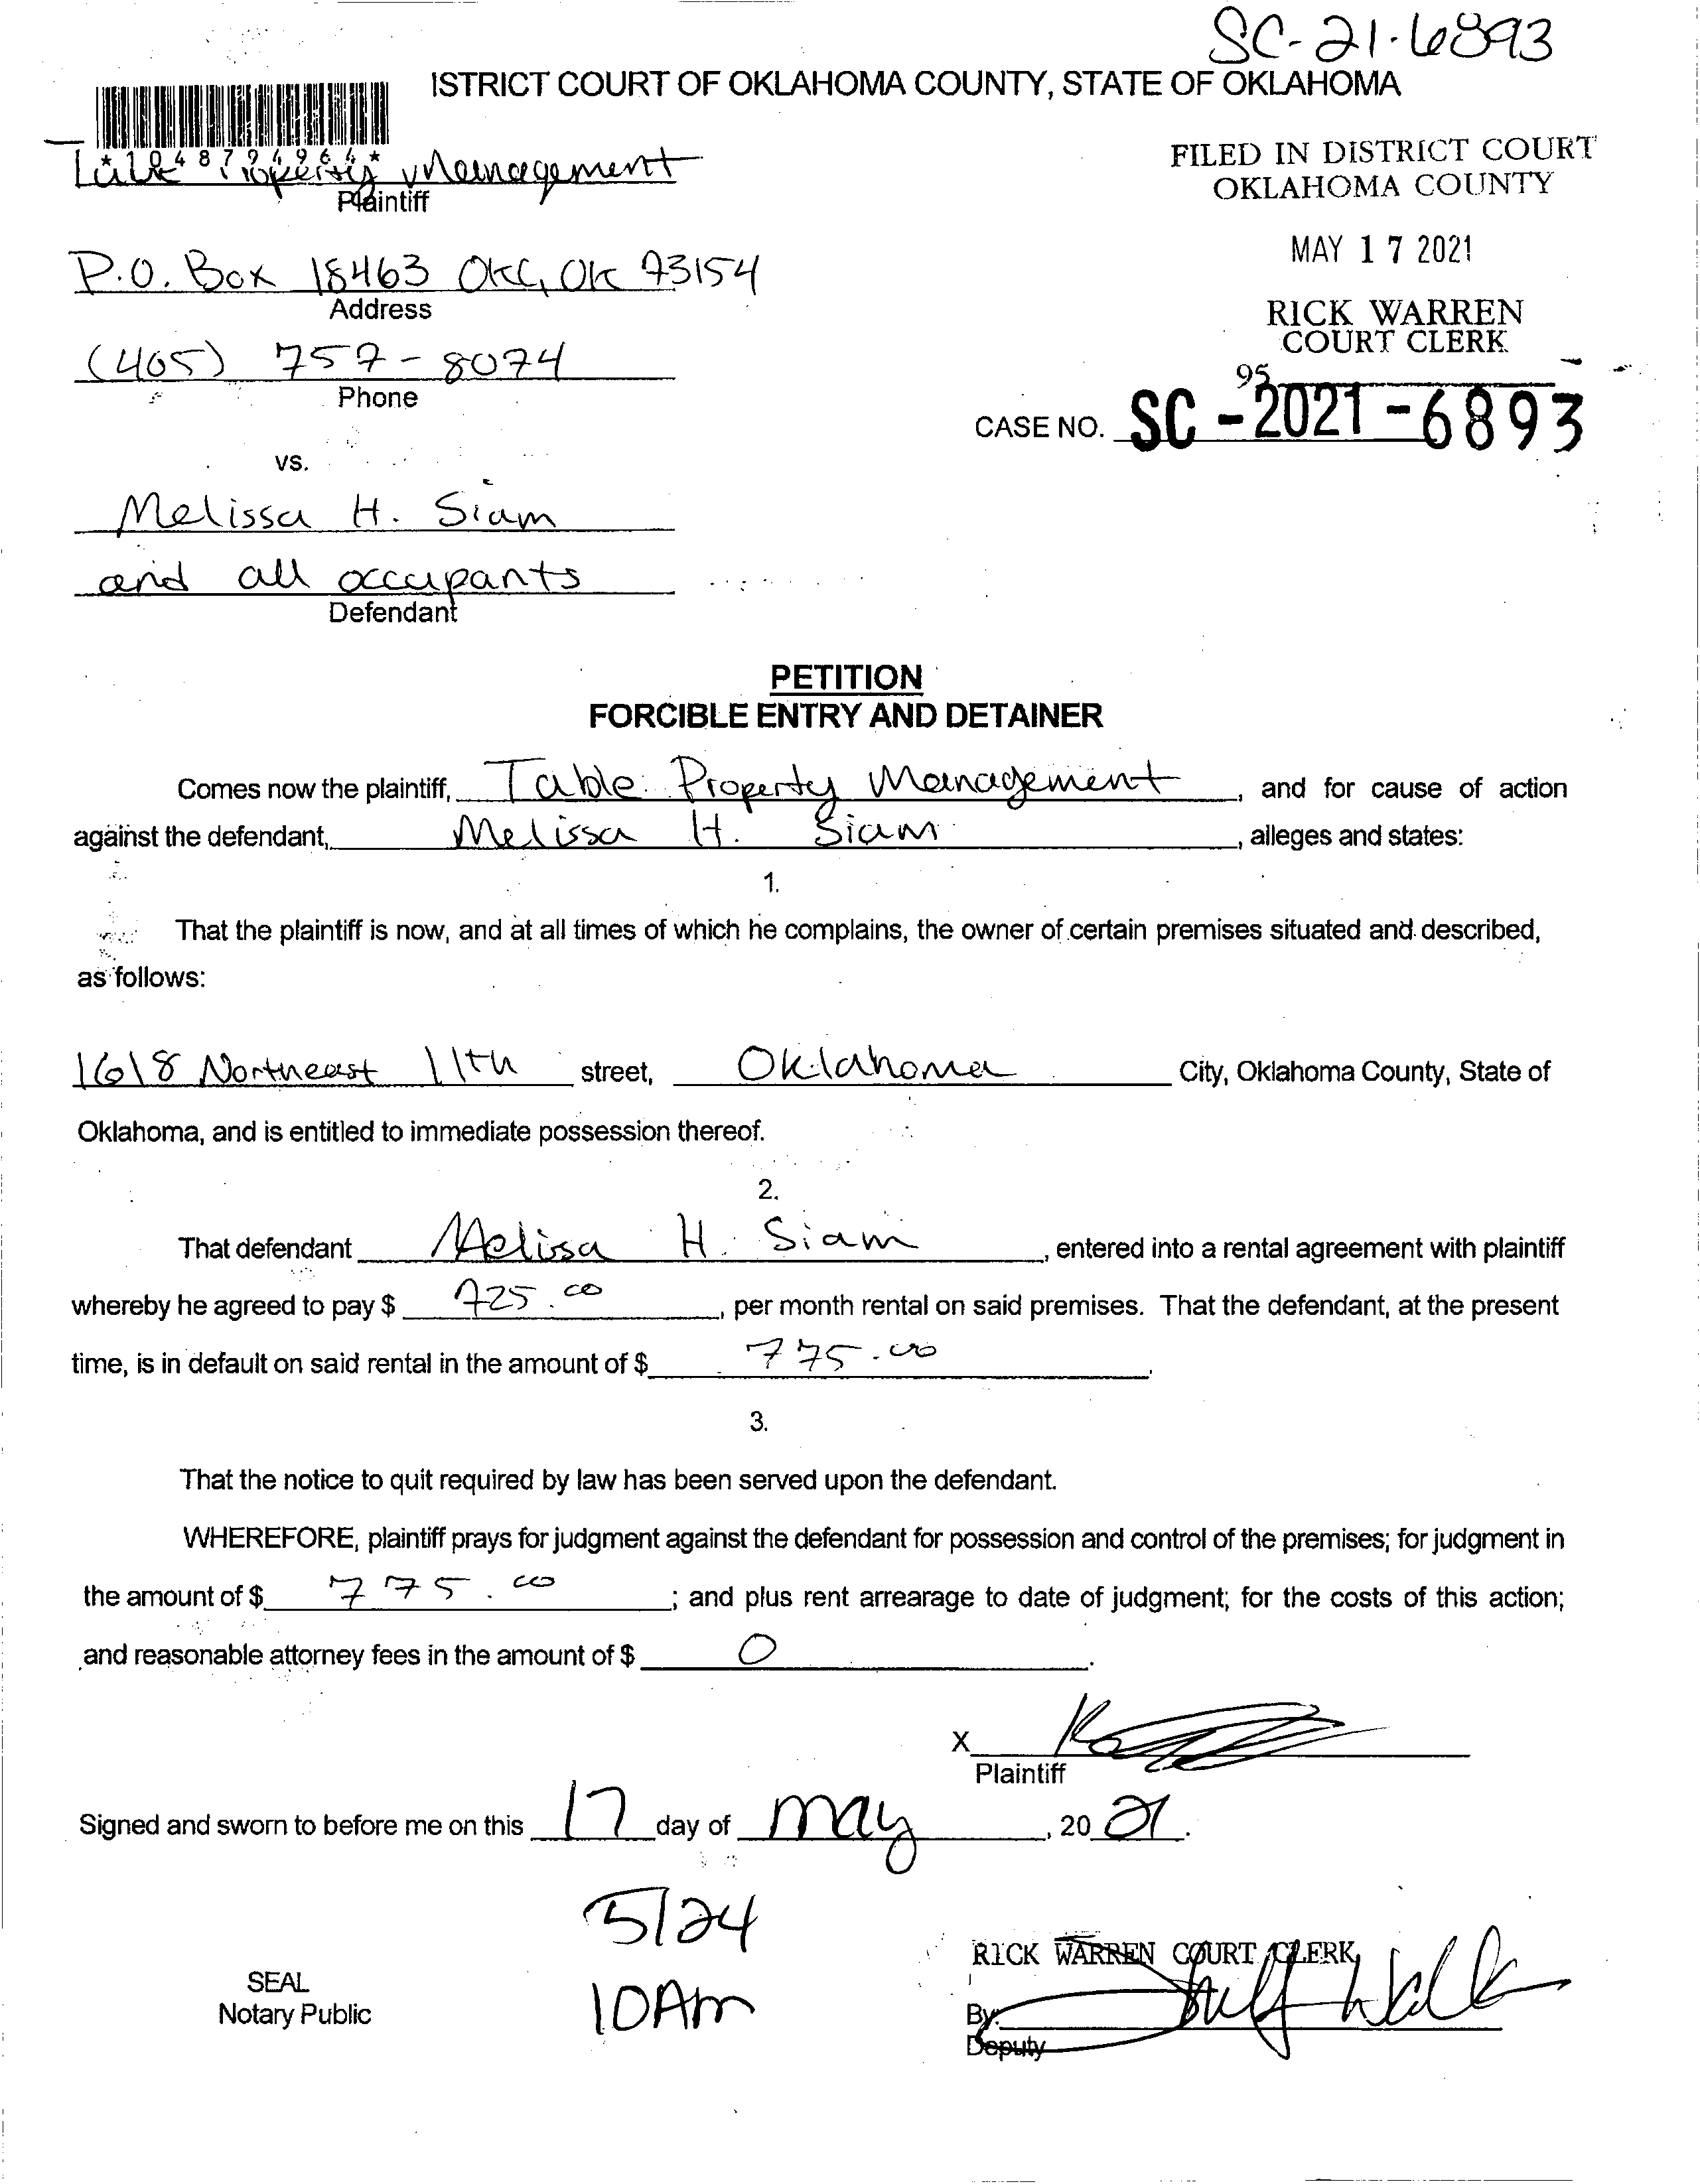 SC-21-6893
ISTRICT COURT OF OKLAHOMA COUNTY, STATE OF OKLAHOMA
*1048794964*
Property Management
Plaintiff
FILED IN DISTRICT COURT
OKLAHOMA COUNTY
MAY 17 2021
RICK WARREN
COURT CLERK
95
P.O. Box 18463 OKC, OK 73154
Address
(405) 757-8074
Phone
CASE NO. SC-2021-6893
vs.
Melissa H. Siam
and all occupants
Defendant
PETITION
FORCIBLE ENTRY AND DETAINER
Comes now the plaintiff, Table Property Management, and for cause of action
against the defendant, Melissa H. Siam, alleges and states:
1.
That the plaintiff is now, and at all times of which he complains, the owner of certain premises situated and described,
as follows:
1618 Northeast 11th street, Oklahoma City, Oklahoma County, State of
Oklahoma, and is entitled to immediate possession thereof.
2.
That defendant Melissa H. Siam, entered into a rental agreement with plaintiff
whereby he agreed to pay $ 725.00, per month rental on said premises. That the defendant, at the present
time, is in default on said rental in the amount of $ 775.00.
3.
That the notice to quit required by law has been served upon the defendant.
WHEREFORE, plaintiff prays for judgment against the defendant for possession and control of the premises; for judgment in
the amount of $ 775.00; and plus rent arrearage to date of judgment; for the costs of this action;
and reasonable attorney fees in the amount of $ 0.
X
Plaintiff
Signed and sworn to before me on this 17 day of may, 20 21.
5/24
10Am
SEAL
Notary Public
RICK WARREN COURT CLERK
By:
Deputy